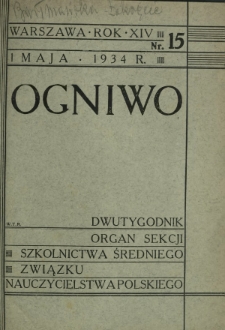 WARSZAWA · ROK · XIV Nr. 15
1 MAJA · 1934 R.
OGNIWO
DWUTYGODNIK
ORGAN SEKCJI
SZKOLNICTWA ŚREDNIEGO
ZWIĄZKU
NAUCZYCIELSTWA POLSKIEGO